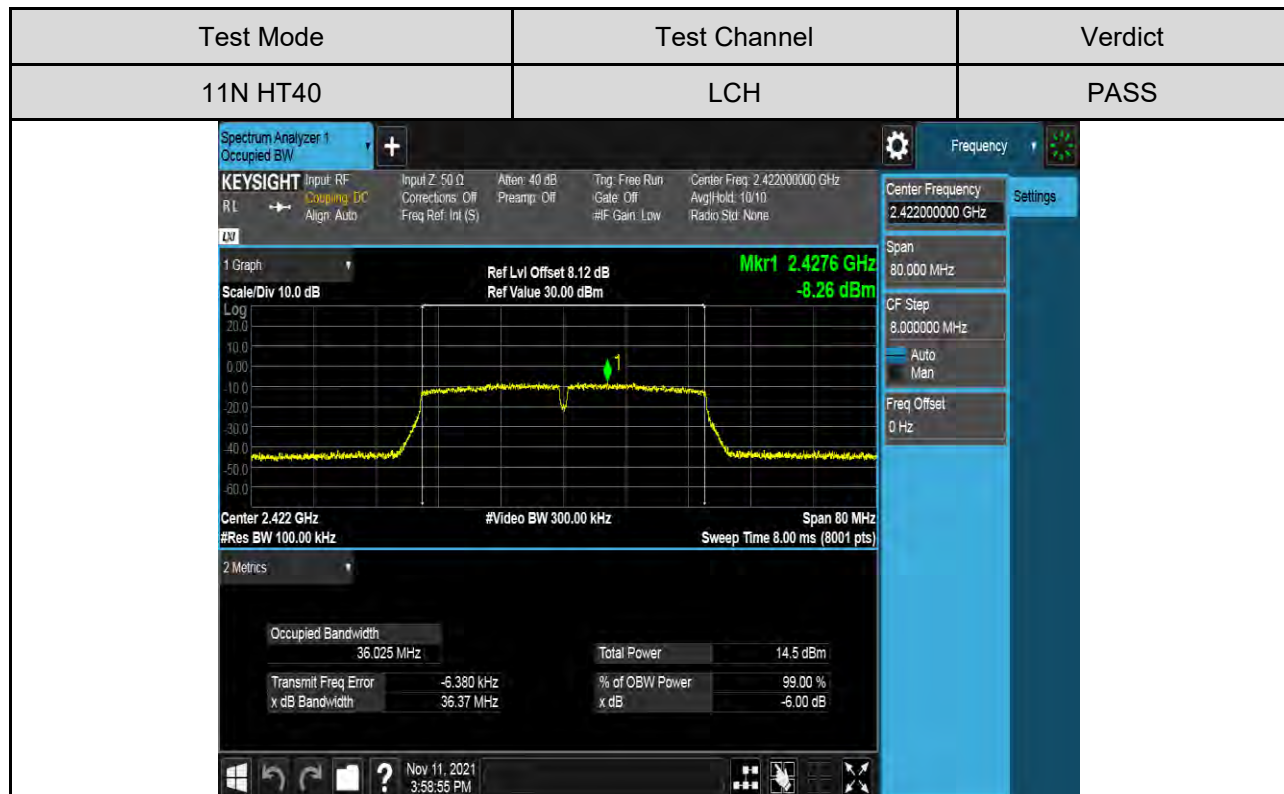 Test Mode Test Channel Verdict
11N HT40 LCH PASS
Spectrum Analyzer 1
Occupied BW
+
Frequency
KEYSIGHT Input: RF Input Z: 50 Ω Atten: 40 dB Trig: Free Run Center Freq: 2.422000000 GHz
RL Coupling: DC Corrections: Off Preamp: Off Gate: Off Avg|Hold: 10/10
Align: Auto Freq Ref: Int (S) #IF Gain: Low Radio Std: None
LXI
Center Frequency
2.422000000 GHz
Settings
Span
80.000 MHz
CF Step
8.000000 MHz
Auto
Man
Freq Offset
0 Hz
1 Graph
Ref Lvl Offset 8.12 dB Mkr1 2.4276 GHz
Scale/Div 10.0 dB Ref Value 30.00 dBm -8.26 dBm
Log
20.0
10.0
0.00
-10.0
-20.0
-30.0
-40.0
-50.0
-60.0
1
Center 2.422 GHz #Video BW 300.00 kHz Span 80 MHz
#Res BW 100.00 kHz Sweep Time 8.00 ms (8001 pts)
2 Metrics
Occupied Bandwidth
36.025 MHz Total Power 14.5 dBm
Transmit Freq Error -6.380 kHz % of OBW Power 99.00 %
x dB Bandwidth 36.37 MHz x dB -6.00 dB
? Nov 11, 2021
3:58:55 PM